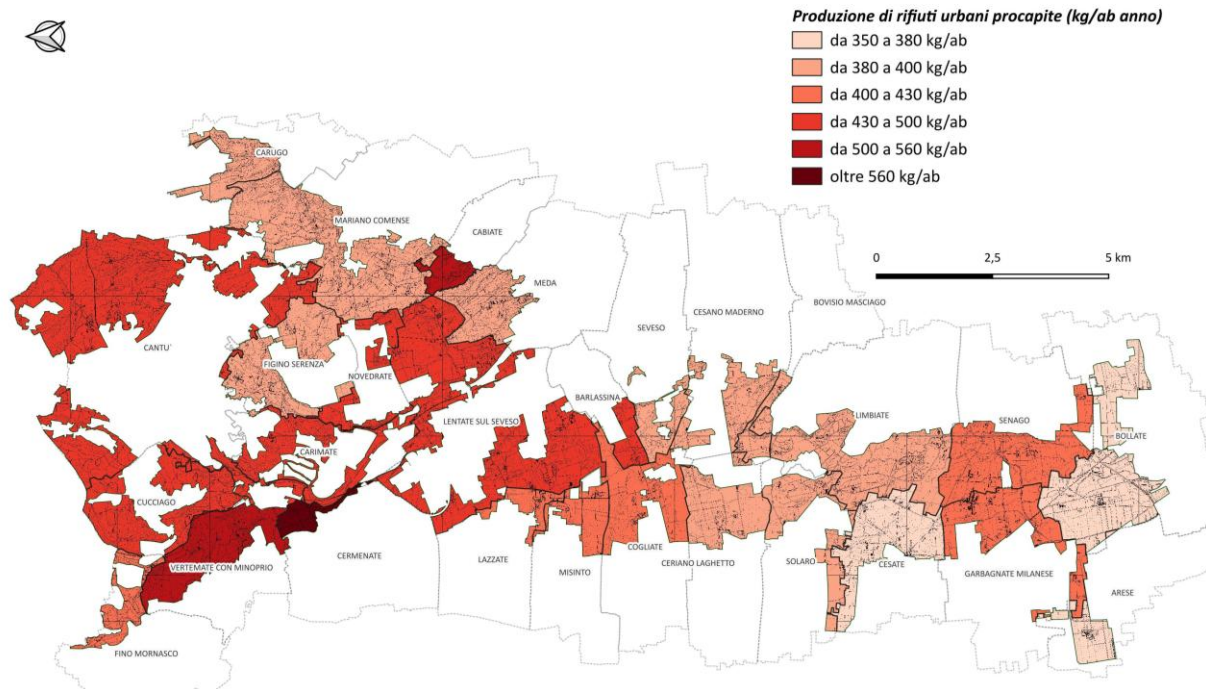 Produzione di rifiuti urbani procapite (kg/ab anno)
da 350 a 380 kg/ab
da 380 a 400 kg/ab
da 400 a 430 kg/ab
da 430 a 500 kg/ab
da 500 a 560 kg/ab
oltre 560 kg/ab
CARUGO
MARIANO COMENSE
CABIATE
0 2,5 5 km
MEDA
BOVISIO MASCIAGO
CESANO MADERNO
SEVESO
CANTU'
FIGINO SERENZA
NOVEDRATE
BARLASSINA
LENTATE SUL SEVESO
LIMBIATE
SENAGO
BOLLATE
CARIMATE
CUCCIAGO
VERTEMATE CON MINOPRIO
CERMENATE
LAZZATE
MISINTO
COGLIATE
CERIANO LAGHETTO
SOLARO
CESATE
GARBAGNATE MILANESE
ARESE
FINO MORNASCO